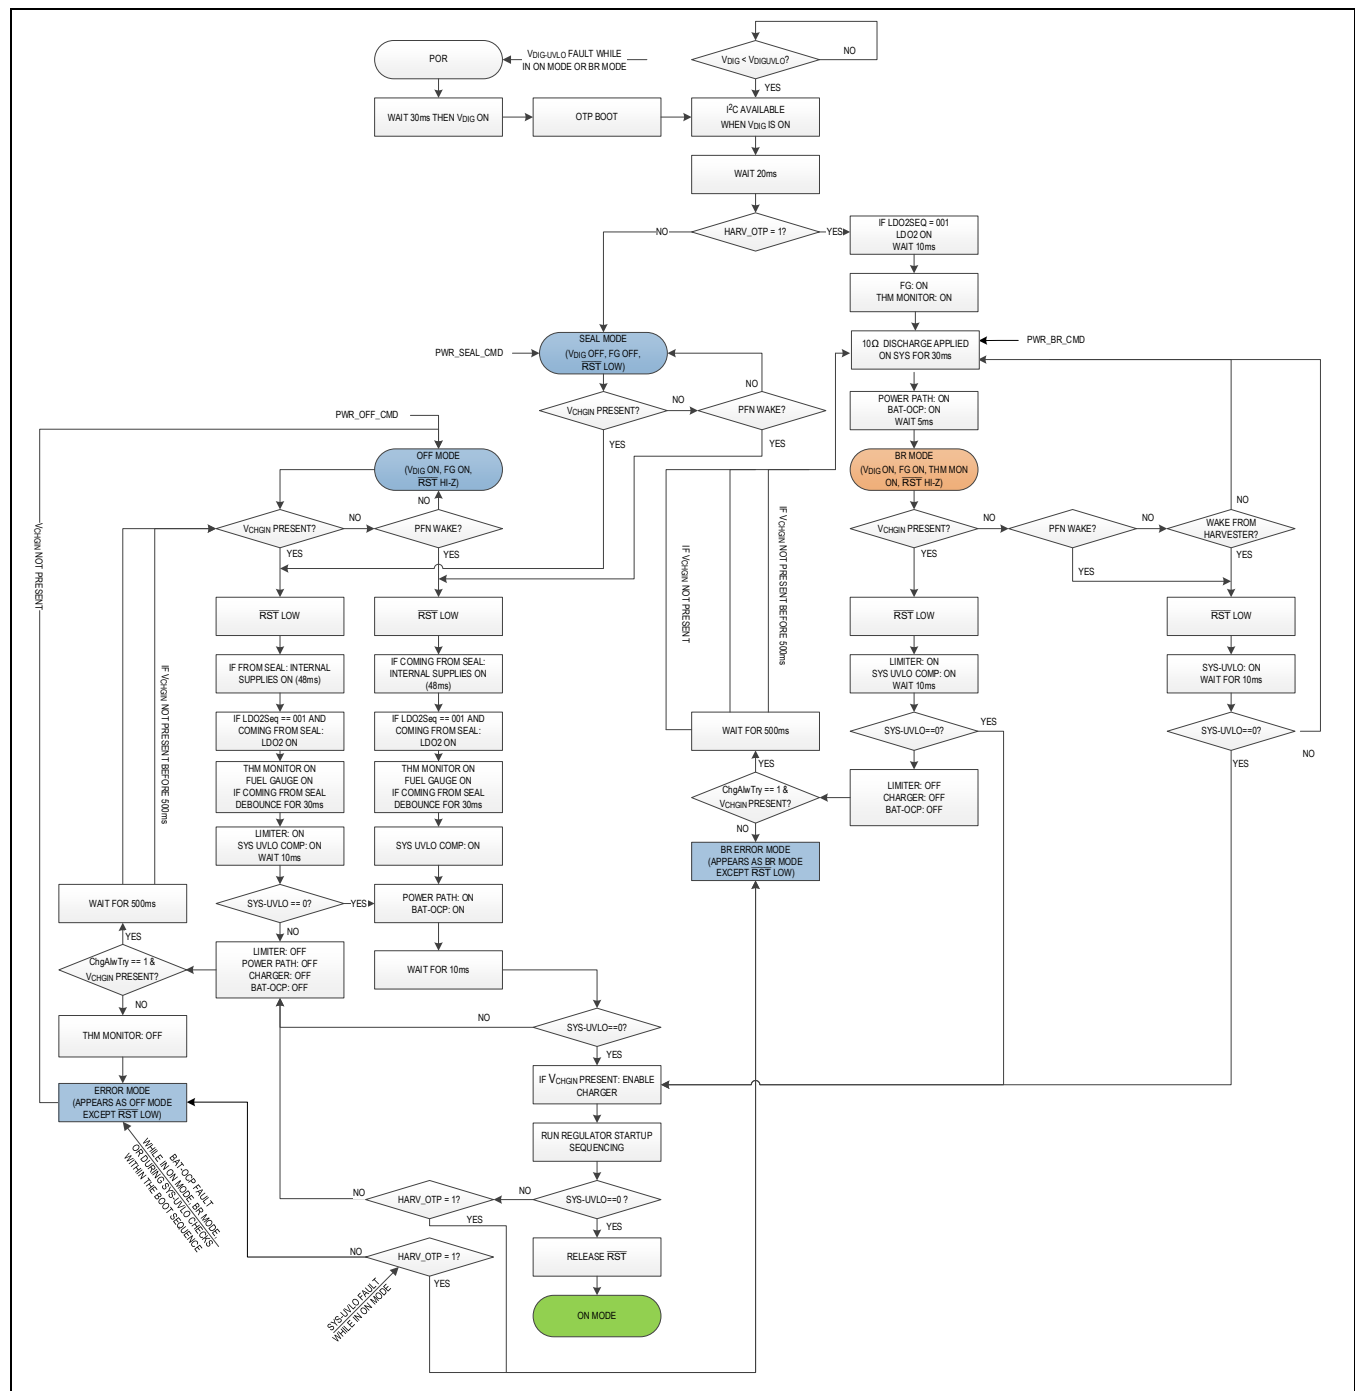 POR
VDIG-UVLO FAULT WHILE
IN ON MODE OR BR MODE
VDIG < VDIGUVLO?
NO
YES
WAIT 30ms THEN VDIG ON
OTP BOOT
I2C AVAILABLE
WHEN VDIG IS ON
WAIT 20ms
HARV_OTP = 1?
NO
YES
IF LDO2SEQ = 001
LDO2 ON
WAIT 10ms
FG: ON
THM MONITOR: ON
10Ω DISCHARGE APPLIED
ON SYS FOR 30ms
PWR_BR_CMD
POWER PATH: ON
BAT-OCP: ON
WAIT 5ms
BR MODE
(VDIG ON, FG ON, THM MON
ON, RST HI-Z)
PWR_SEAL_CMD
SEAL MODE
(VDIG OFF, FG OFF,
RST LOW)
VCHGIN PRESENT?
NO
PFN WAKE?
NO
YES
YES
PWR_OFF_CMD
OFF MODE
(VDIG ON, FG ON,
RST HI-Z)
NO
VCHGIN PRESENT?
NO
PFN WAKE?
YES
YES
VCHGIN NOT PRESENT
IF VCHGIN NOT PRESENT BEFORE 500ms
RST LOW
IF FROM SEAL: INTERNAL
SUPPLIES ON (48ms)
IF LDO2Seq == 001 AND
COMING FROM SEAL:
LDO2 ON
THM MONITOR ON
FUEL GAUGE ON
IF COMING FROM SEAL
DEBOUNCE FOR 30ms
LIMITER: ON
SYS UVLO COMP: ON
WAIT 10ms
SYS-UVLO == 0?
YES
NO
LIMITER: OFF
POWER PATH: OFF
CHARGER: OFF
BAT-OCP: OFF
RST LOW
IF COMING FROM SEAL:
INTERNAL SUPPLIES ON
(48ms)
IF LDO2Seq == 001 AND
COMING FROM SEAL:
LDO2 ON
THM MONITOR ON
FUEL GAUGE ON
IF COMING FROM SEAL
DEBOUNCE FOR 30ms
SYS UVLO COMP: ON
POWER PATH: ON
BAT-OCP: ON
WAIT FOR 10ms
WAIT FOR 500ms
YES
ChgAlwTry == 1 &
VCHGIN PRESENT?
NO
THM MONITOR: OFF
ERROR MODE
(APPEARS AS OFF MODE
EXCEPT RST LOW)
BAT-OCP FAULT
WHILE IN ON MODE, BR MODE,
OR DURING SYS-UVLO CHECKS
WITHIN THE BOOT SEQUENCE
VCHGIN PRESENT?
NO
PFN WAKE?
NO
WAKE FROM
HARVESTER?
NO
YES
YES
YES
IF VCHGIN NOT PRESENT
IF VCHGIN NOT PRESENT BEFORE 500ms
RST LOW
LIMITER: ON
SYS UVLO COMP: ON
WAIT 10ms
SYS-UVLO==0?
YES
NO
LIMITER: OFF
CHARGER: OFF
BAT-OCP: OFF
WAIT FOR 500ms
YES
ChgAlwTry == 1 &
VCHGIN PRESENT?
NO
BR ERROR MODE
(APPEARS AS BR MODE
EXCEPT RST LOW)
RST LOW
SYS-UVLO: ON
WAIT FOR 10ms
SYS-UVLO==0?
NO
YES
SYS-UVLO==0?
NO
YES
IF VCHGIN PRESENT: ENABLE
CHARGER
RUN REGULATOR STARTUP
SEQUENCING
SYS-UVLO==0 ?
NO
YES
HARV_OTP = 1?
NO
YES
HARV_OTP = 1?
NO
YES
SYS-UVLO FAULT
WHILE IN ON MODE
RELEASE RST
ON MODE